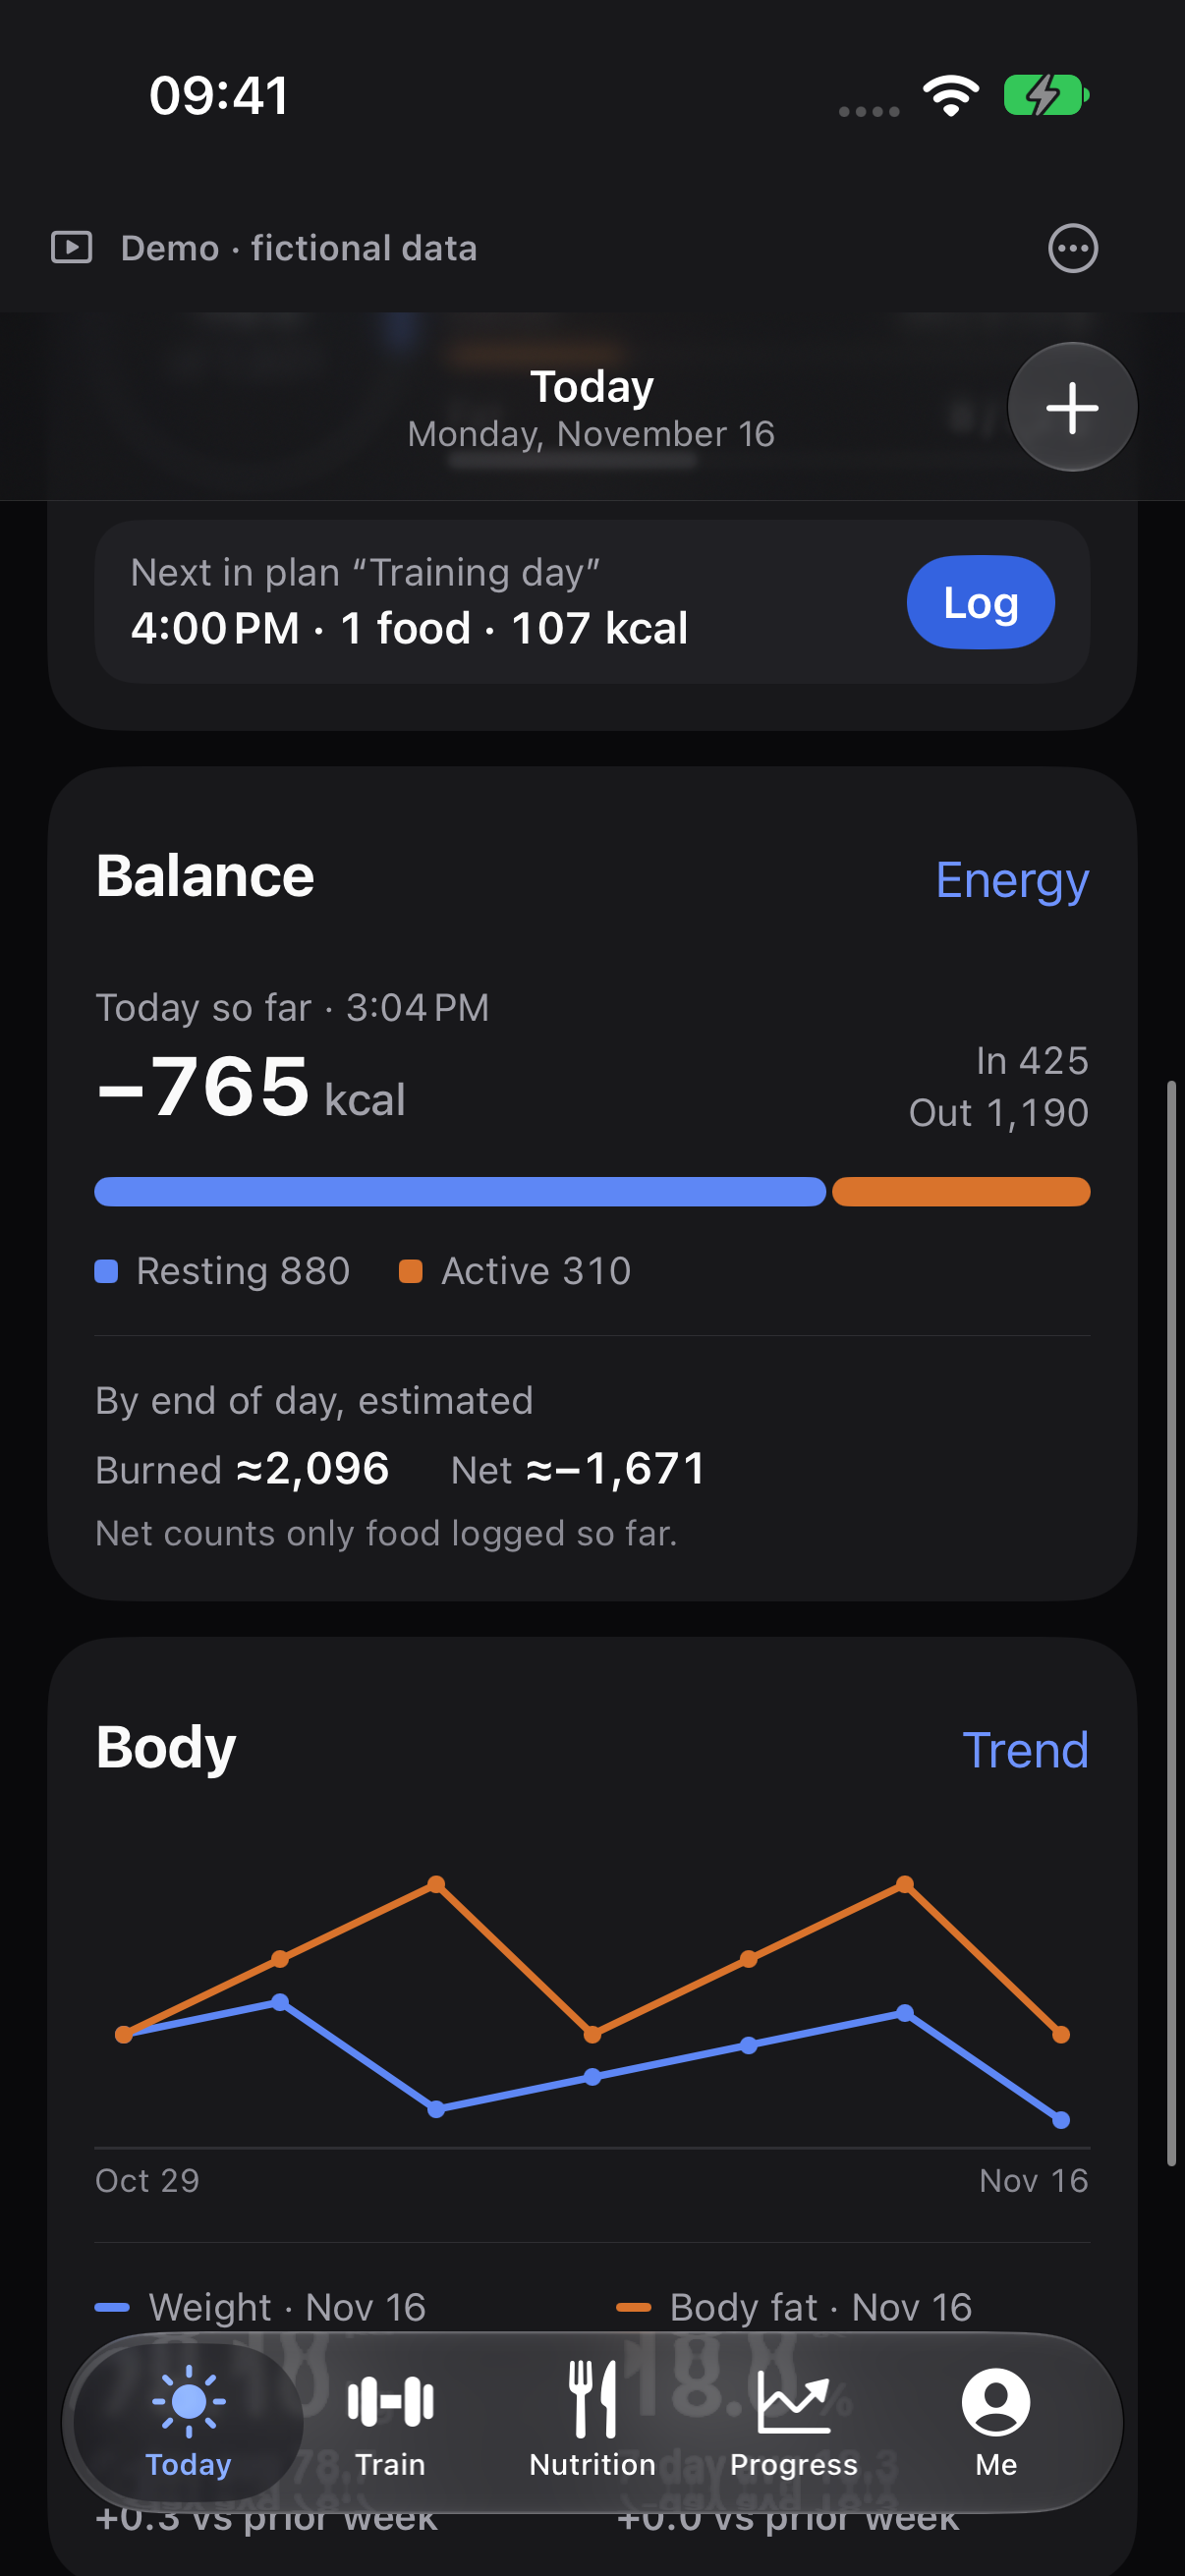 09:41
Demo · fictional data
Today
Monday, November 16
Next in plan “Training day”
4:00 PM · 1 food · 107 kcal
Log
Balance
Energy
Today so far · 3:04 PM
−765 kcal
In 425
Out 1,190
Resting 880
Active 310
By end of day, estimated
Burned ≈2,096
Net ≈−1,671
Net counts only food logged so far.
Body
Trend
Oct 29
Nov 16
Weight · Nov 16
Body fat · Nov 16
Today
Train
Nutrition
Progress
Me
+0.3 vs prior week
+0.0 vs prior week